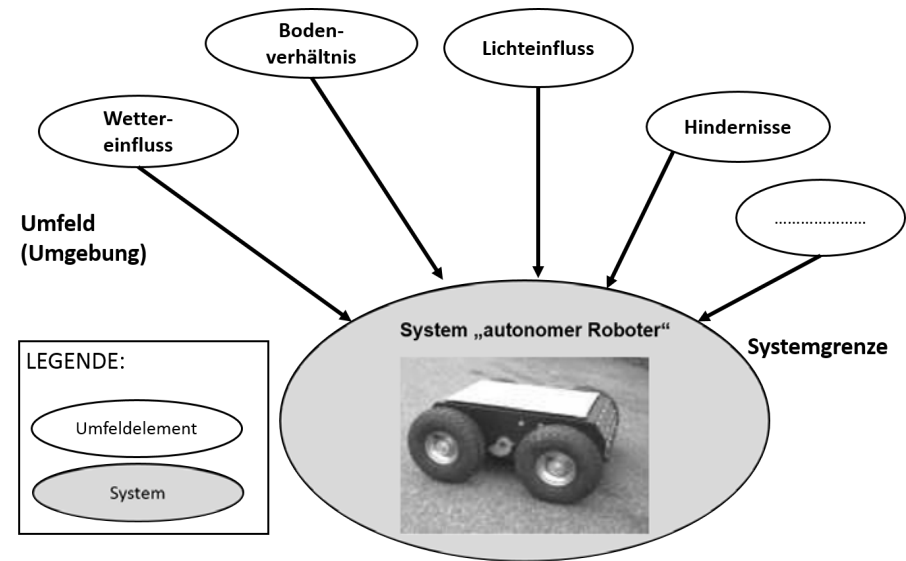 Boden-
verhältnis
Lichteinfluss
Wetter-
einfluss
Hindernisse
Umfeld
(Umgebung)
…………………
System „autonomer Roboter“
Systemgrenze
LEGENDE:
Umfeldelement
System